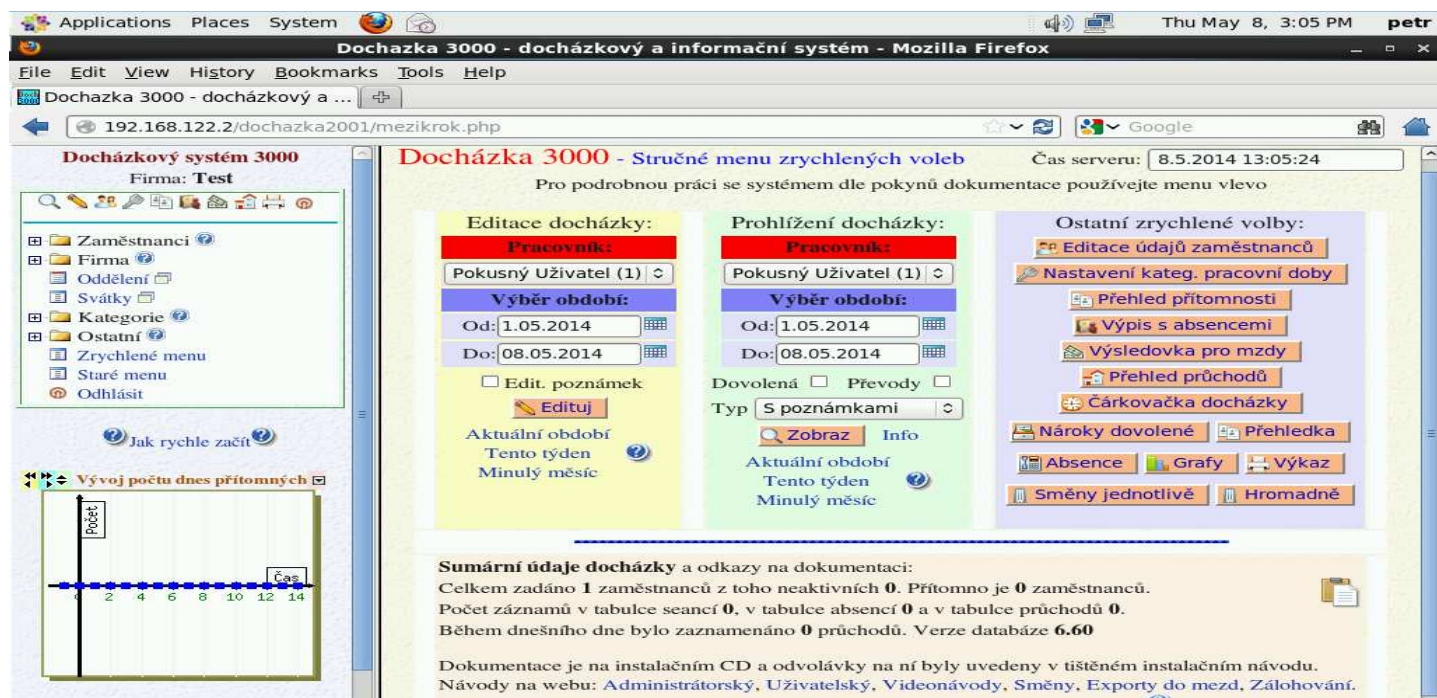 Applications Places System Thu May 8, 3:05 PM petr
Dochazka 3000 - docházkový a informační systém - Mozilla Firefox
File Edit View History Bookmarks Tools Help
Dochazka 3000 - docházkový a ...
192.168.122.2/dochazka2001/mezikrok.php Google
Docházkový systém 3000
Firma: Test
Zaměstnanci
Firma
Oddělení
Svátky
Kategorie
Ostatní
Zrychlené menu
Staré menu
Odhlásit
Jak rychle začít
Vývoj počtu dnes přítomných
Počet
Čas
0 2 4 6 8 10 12 14
Docházka 3000 - Stručné menu zrychlených voleb Čas serveru: 8.5.2014 13:05:24
Pro podrobnou práci se systémem dle pokynů dokumentace používejte menu vlevo
Editace docházky:
Pracovník:
Pokusný Uživatel (1)
Výběr období:
Od: 1.05.2014
Do: 08.05.2014
Edit. poznámek
Edituj
Aktuální období
Tento týden
Minulý měsíc
Prohlížení docházky:
Pracovník:
Pokusný Uživatel (1)
Výběr období:
Od: 1.05.2014
Do: 08.05.2014
Dovolená Převody
Typ S poznámkami
Zobraz Info
Aktuální období
Tento týden
Minulý měsíc
Ostatní zrychlené volby:
Editace údajů zaměstnanců
Nastavení kateg. pracovní doby
Přehled přítomnosti
Výpis s absencemi
Výsledovka pro mzdy
Přehled průchodů
Čárkovačka docházky
Nároky dovolené Přehledka
Absence Grafy Výkaz
Směny jednotlivě Hromadně
Sumární údaje docházky a odkazy na dokumentaci:
Celkem zadáno 1 zaměstnanců z toho neaktivních 0. Přítomno je 0 zaměstnanců.
Počet záznamů v tabulce seancí 0, v tabulce absencí 0 a v tabulce průchodů 0.
Během dnešního dne bylo zaznamenáno 0 průchodů. Verze databáze 6.60
Dokumentace je na instalačním CD a odvolávky na ní byly uvedeny v tištěném instalačním návodu.
Návody na webu: Administrátorský, Uživatelský, Videonávody, Směny, Exporty do mezd, Zálohování.